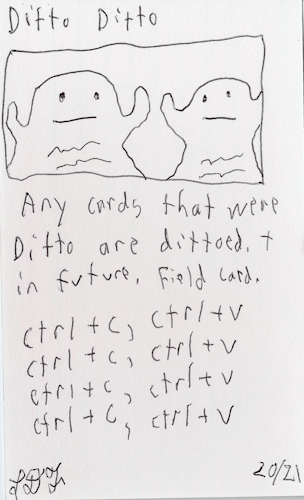 Ditto Ditto
Any cards that were
Ditto are dittoed, +
in future. Field Card.
ctrl + c, ctrl + v
ctrl + c, ctrl + v
ctrl + c, ctrl + v
ctrl + c, ctrl + v
20/21